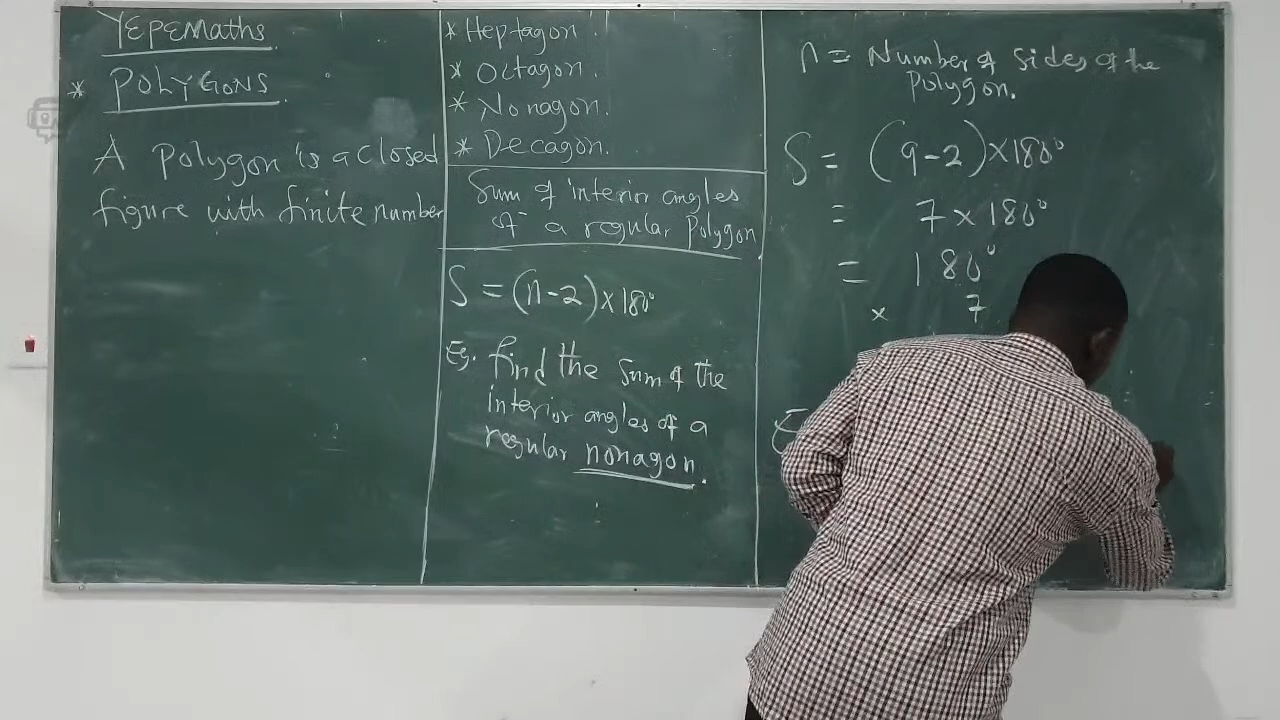 YEPEMaths
* POLYGONS
A polygon is a closed
figure with finite number
* Heptagon.
* Octagon.
* Nonagon.
* Decagon.
Sum of interior angles
of a regular polygon
S = (n-2)×180°
Eg. find the sum of the
interior angles of a
regular nonagon.
n = Number of sides of the
polygon.
S = (9-2)×180°
= 7×180°
= 180°
× 7